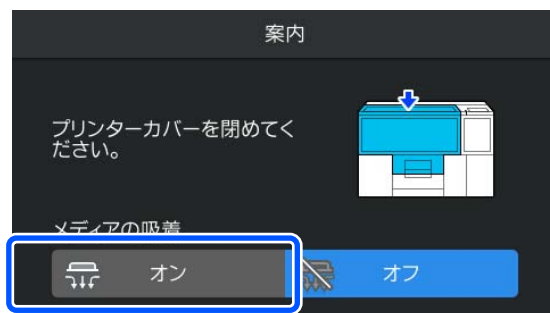 案内
プリンターカバーを閉めてく
ださい。
メディアの吸着
オン
オフ